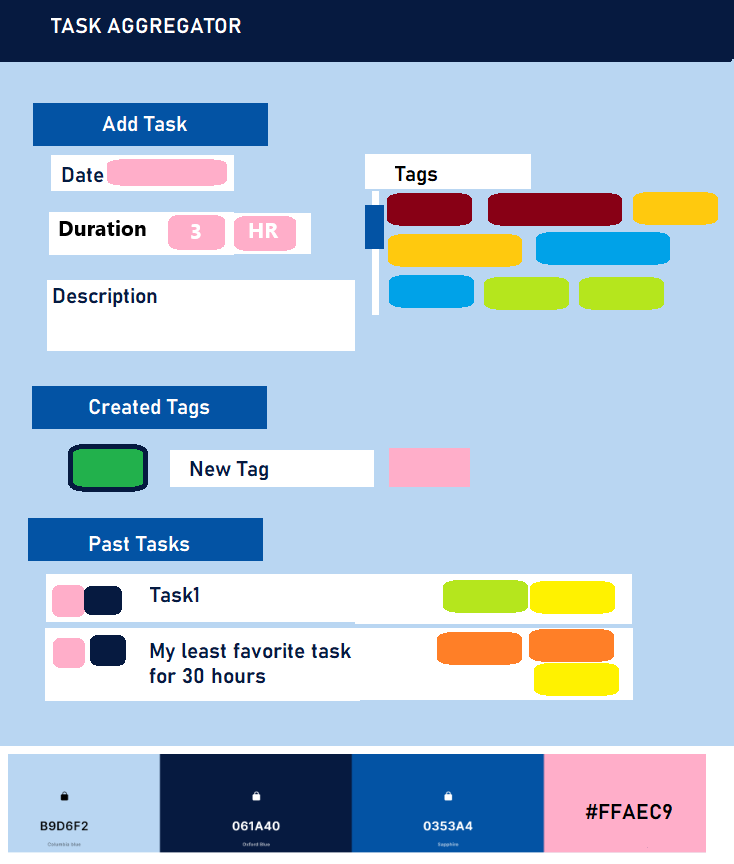 TASK AGGREGATOR
Add Task
Date
Tags
Duration 3 HR
Description
Created Tags
New Tag
Past Tasks
Task1
My least favorite task
for 30 hours
B9D6F2
061A40
0353A4
#FFAEC9
Columbia Blue
Oxford Blue
Sapphire